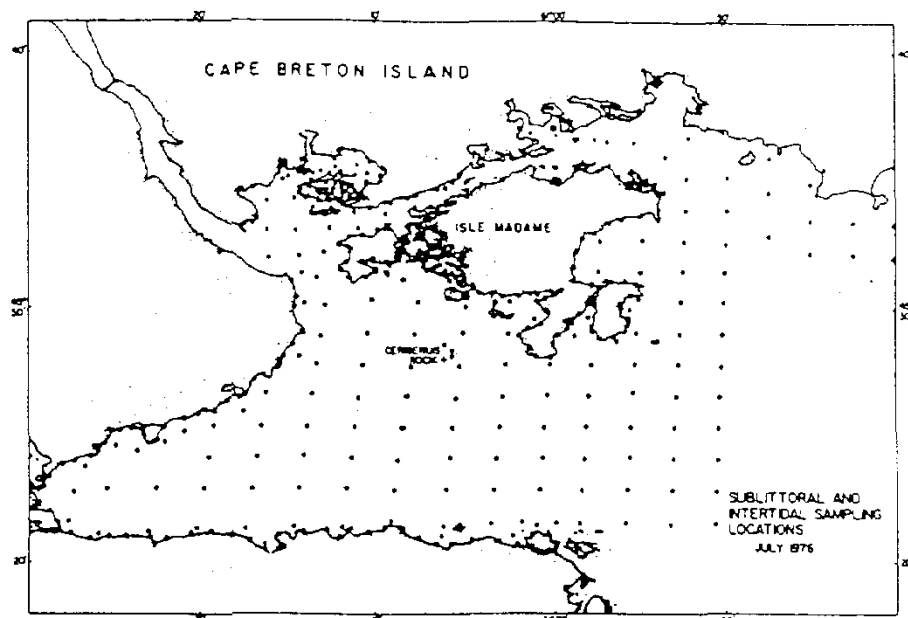 CAPE BRETON ISLAND
ISLE MADAME
CERBERUS
ROCK
SUBLITTORAL AND
INTERTIDAL SAMPLING
LOCATIONS
JULY 1976